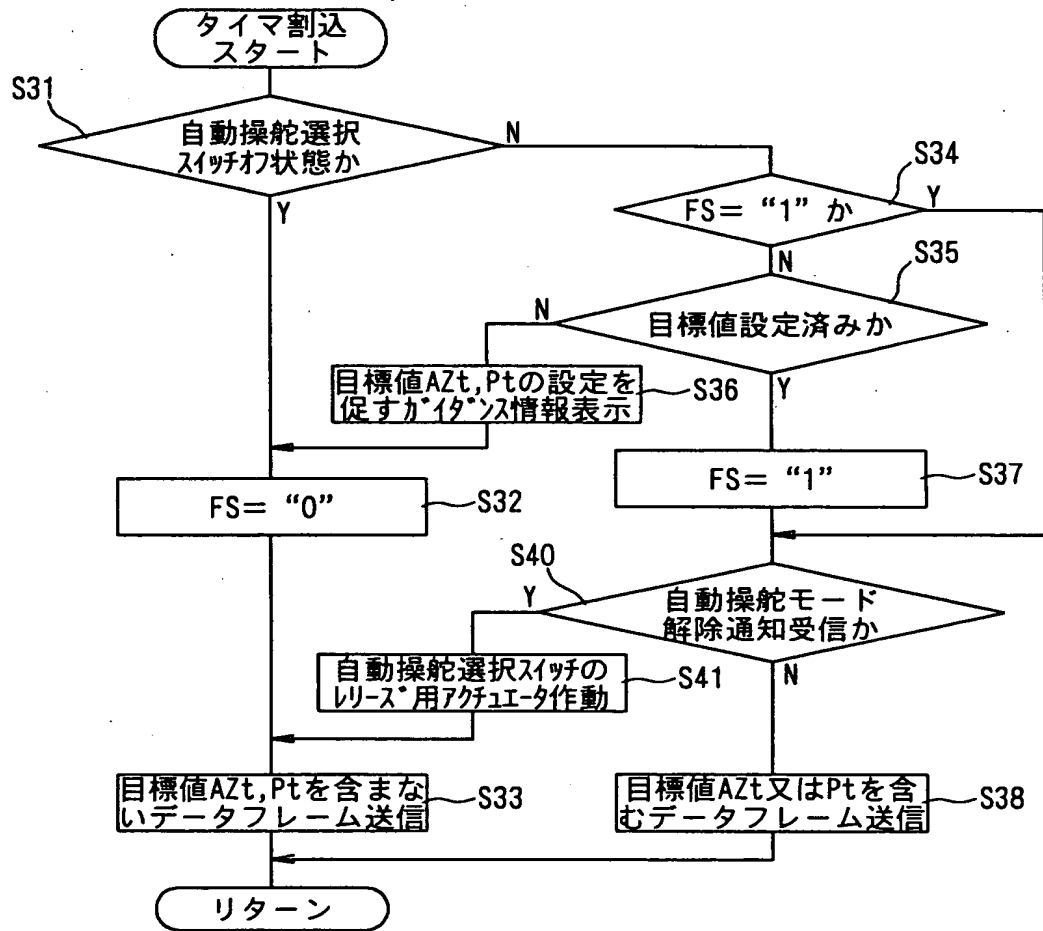 タイマ割込
スタート
S31
自動操舵選択
スイッチオフ状態か
N
Y
S34
FS= “1” か
Y
N
S35
目標値設定済みか
N
Y
目標値AZt,Ptの設定を
促すガイダンス情報表示
S36
FS= “0”
S32
FS= “1”
S37
S40
自動操舵モード
解除通知受信か
Y
N
自動操舵選択スイッチの
レリーズ用アクチュエータ作動
S41
目標値AZt,Ptを含まな
いデータフレーム送信
S33
目標値AZt又はPtを含
むデータフレーム送信
S38
リターン